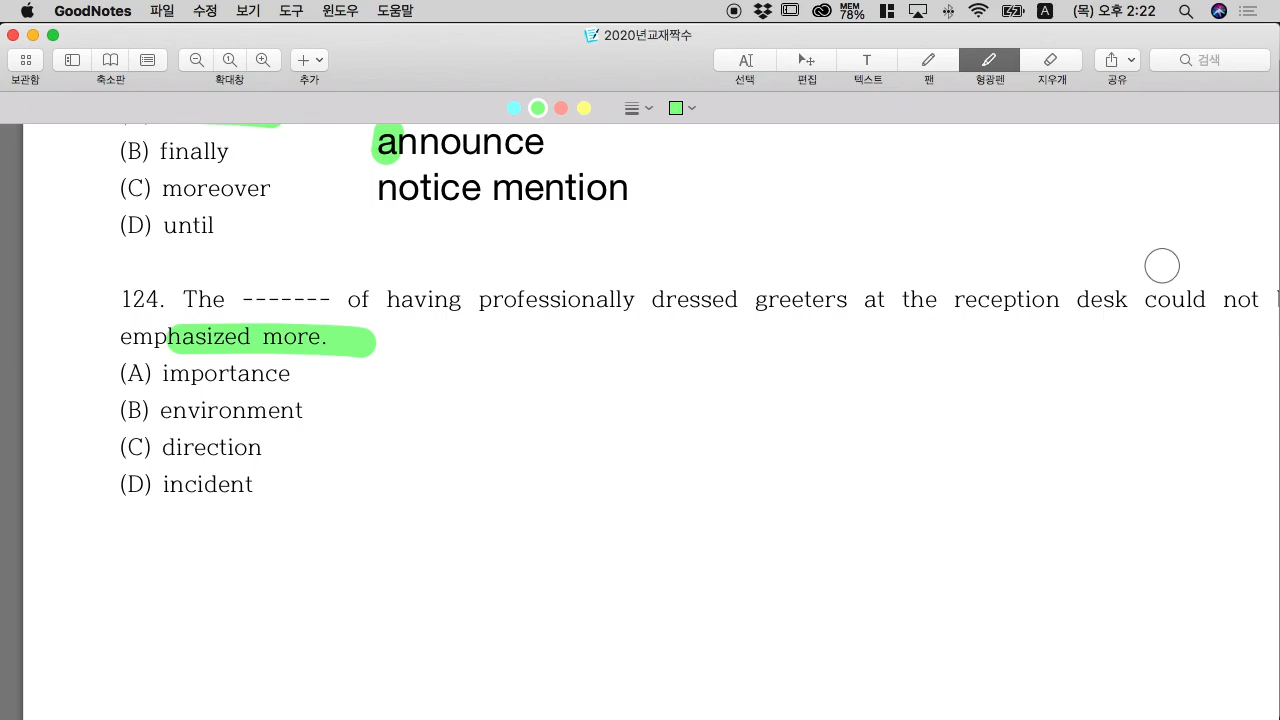 GoodNotes 파일 수정 보기 도구 윈도우 도움말 MEM 78% A (목) 오후 2:22
2020년교재짝수
보관함 축소판 확대창 추가 선택 편집 T 텍스트 펜 형광펜 지우개 공유 검색
announce
(B) finally
(C) moreover
notice mention
(D) until
124. The ------- of having professionally dressed greeters at the reception desk could not
emphasized more.
(A) importance
(B) environment
(C) direction
(D) incident